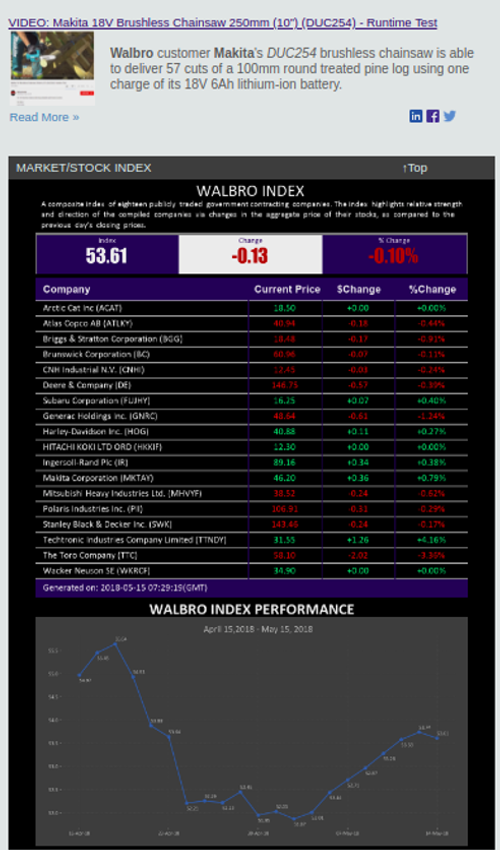 VIDEO: Makita 18V Brushless Chainsaw 250mm (10") (DUC254) - Runtime Test
Walbro customer Makita's DUC254 brushless chainsaw is able
to deliver 57 cuts of a 100mm round treated pine log using one
charge of its 18V 6Ah lithium-ion battery.
Read More »
MARKET/STOCK INDEX ↑Top
WALBRO INDEX
A composite index of eighteen publicly traded government contracting companies. The index highlights relative strength
and direction of the compiled companies via changes in the aggregate price of their stocks, as compared to the
previous day's closing prices.
Index Change % Change
53.61 -0.13 -0.10%
Company Current Price $Change %Change
Arctic Cat Inc (ACAT) 18.50 +0.00 +0.00%
Atlas Copco AB (ATLKY) 40.94 -0.18 -0.44%
Briggs & Stratton Corporation (BGG) 18.48 -0.17 -0.91%
Brunswick Corporation (BC) 60.96 -0.07 -0.11%
CNH Industrial N.V. (CNHI) 12.45 -0.03 -0.24%
Deere & Company (DE) 146.75 -0.57 -0.39%
Subaru Corporation (FUJHY) 16.25 +0.07 +0.40%
Generac Holdings Inc. (GNRC) 48.64 -0.61 -1.24%
Harley-Davidson Inc. (HOG) 40.88 +0.11 +0.27%
HITACHI KOKI LTD ORD (HKKIF) 12.30 +0.00 +0.00%
Ingersoll-Rand Plc (IR) 89.16 +0.34 +0.38%
Makita Corporation (MKTAY) 46.20 +0.36 +0.79%
Mitsubishi Heavy Industries Ltd. (MHVYF) 38.52 -0.24 -0.62%
Polaris Industries Inc. (PII) 106.91 -0.31 -0.29%
Stanley Black & Decker Inc. (SWK) 143.46 -0.24 -0.17%
Techtronic Industries Company Limited (TTNDY) 31.55 +1.26 +4.16%
The Toro Company (TTC) 58.10 -2.02 -3.36%
Wacker Neuson SE (WKRCF) 34.90 +0.00 +0.00%
Generated on: 2018-05-15 07:29:19(GMT)
WALBRO INDEX PERFORMANCE
April 15,2018 - May 15, 2018